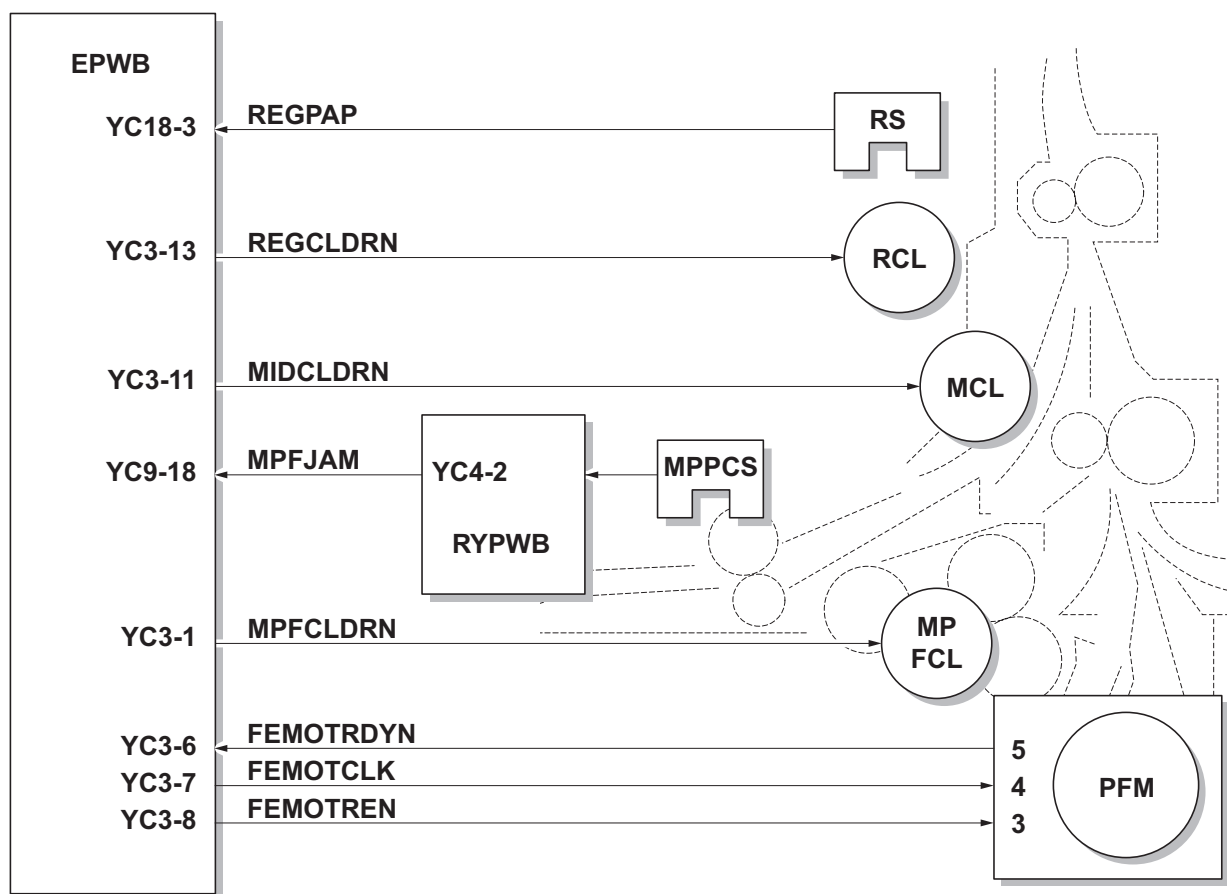 EPWB
YC18-3 REGPAP RS
YC3-13 REGCLDRN RCL
YC3-11 MIDCLDRN MCL
YC9-18 MPFJAM YC4-2 MPPCS
RYPWB
YC3-1 MPFCLDRN MP
FCL
YC3-6 FEMOTRDYN 5
YC3-7 FEMOTCLK 4 PFM
YC3-8 FEMOTREN 3